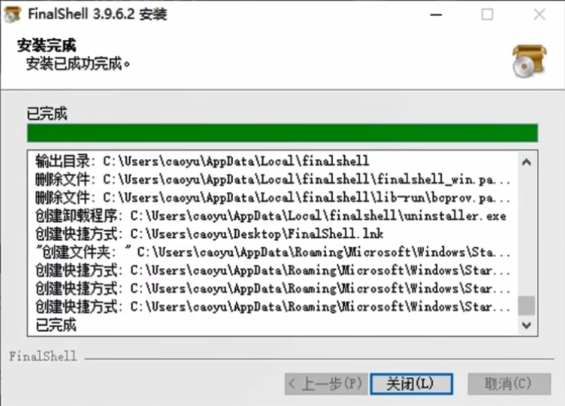 FinalShell 3.9.6.2 安装
安装完成
安装已成功完成。
已完成
输出目录: C:\Users\caoyu\AppData\Local\finalshell
删除文件: C:\Users\caoyu\AppData\Local\finalshell\finalshell_win.pa...
删除文件: C:\Users\caoyu\AppData\Local\finalshell\lib-run\bcprov.pa...
创建卸载程序: C:\Users\caoyu\AppData\Local\finalshell\uninstaller.exe
创建快捷方式: C:\Users\caoyu\Desktop\FinalShell.lnk
"创建文件夹: " C:\Users\caoyu\AppData\Roaming\Microsoft\Windows\Sta...
创建快捷方式: C:\Users\caoyu\AppData\Roaming\Microsoft\Windows\Star...
创建快捷方式: C:\Users\caoyu\AppData\Roaming\Microsoft\Windows\Star...
创建快捷方式: C:\Users\caoyu\AppData\Roaming\Microsoft\Windows\Star...
已完成
FinalShell
< 上一步(P) 关闭(L) 取消(C)